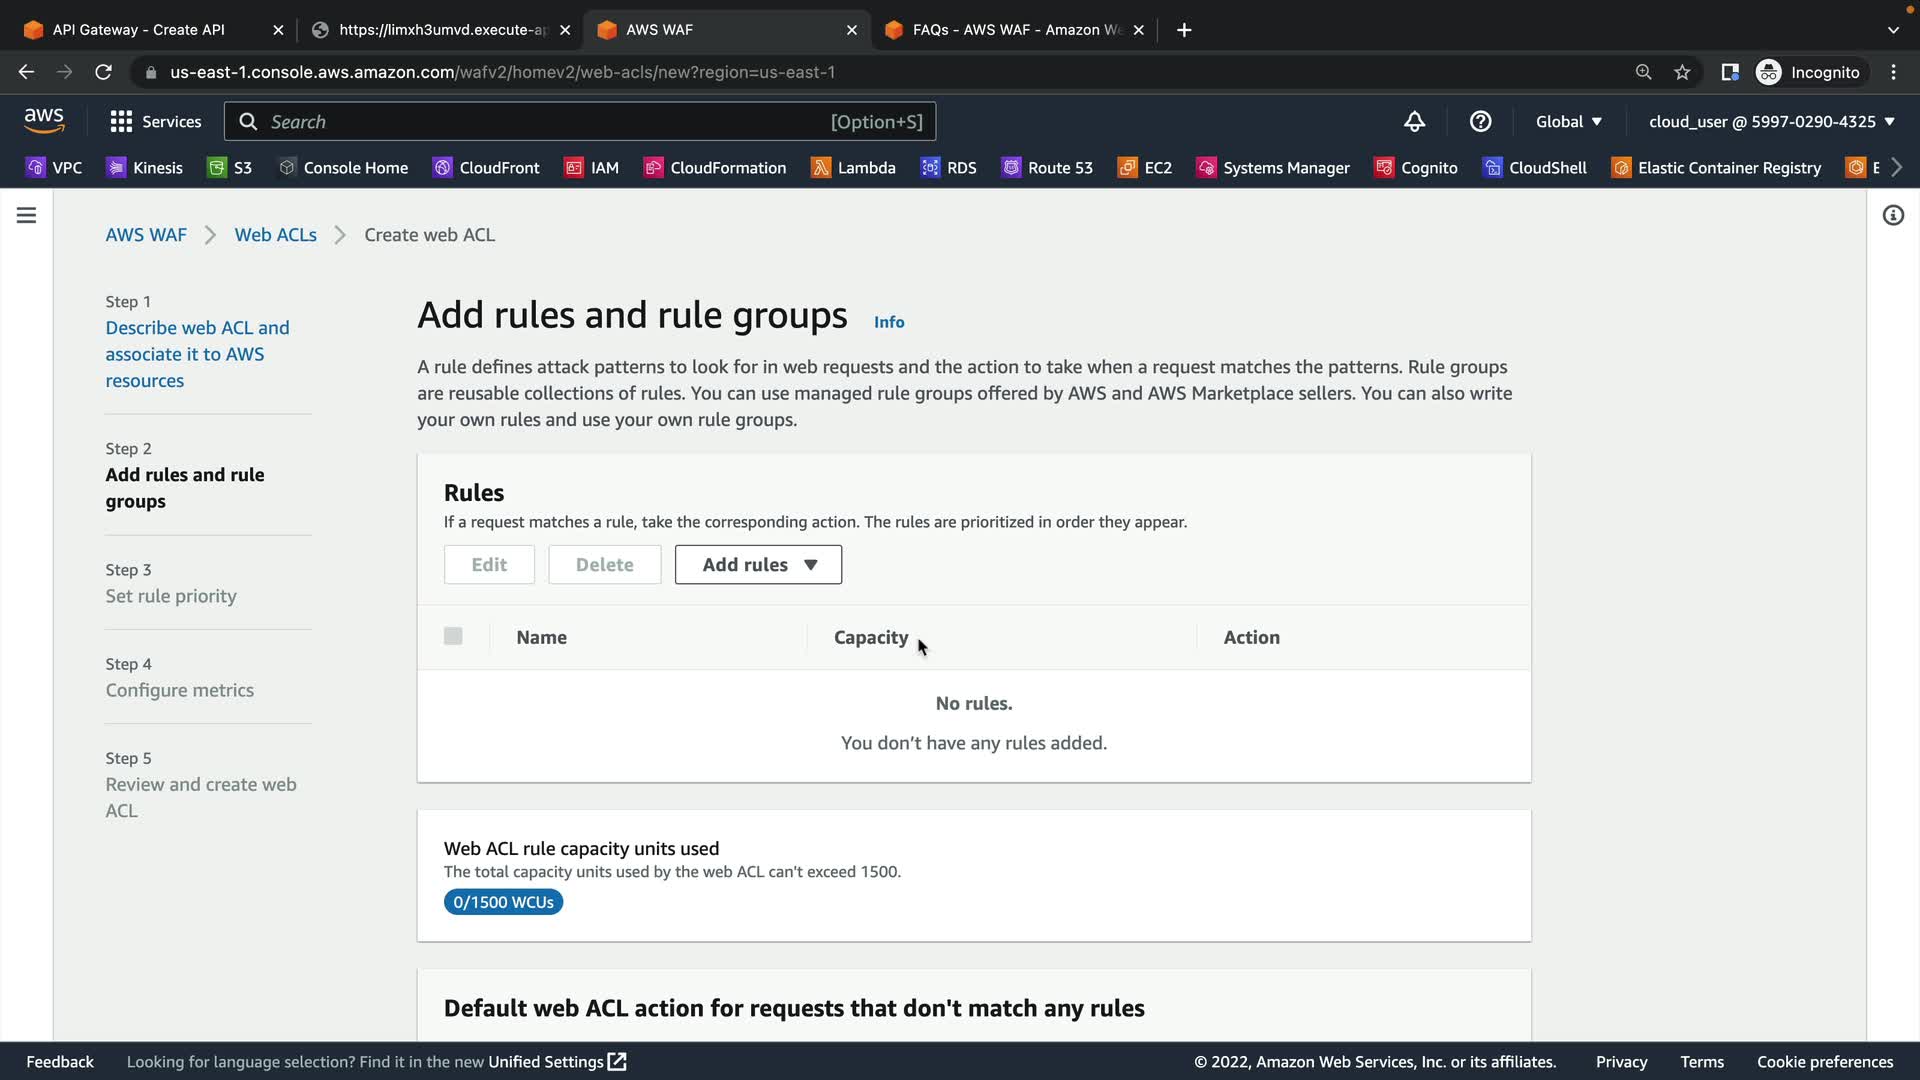 API Gateway - Create API
https://limxh3umvd.execute-ap
AWS WAF
FAQs - AWS WAF - Amazon We
us-east-1.console.aws.amazon.com/wafv2/homev2/web-acls/new?region=us-east-1
Incognito
aws
Services
Search
[Option+S]
Global
cloud_user @ 5997-0290-4325
VPC
Kinesis
S3
Console Home
CloudFront
IAM
CloudFormation
Lambda
RDS
Route 53
EC2
Systems Manager
Cognito
CloudShell
Elastic Container Registry
E
AWS WAF
Web ACLs
Create web ACL
Step 1
Describe web ACL and
associate it to AWS
resources
Step 2
Add rules and rule
groups
Step 3
Set rule priority
Step 4
Configure metrics
Step 5
Review and create web
ACL
Add rules and rule groups
Info
A rule defines attack patterns to look for in web requests and the action to take when a request matches the patterns. Rule groups
are reusable collections of rules. You can use managed rule groups offered by AWS and AWS Marketplace sellers. You can also write
your own rules and use your own rule groups.
Rules
If a request matches a rule, take the corresponding action. The rules are prioritized in order they appear.
Edit
Delete
Add rules
Name
Capacity
Action
No rules.
You don't have any rules added.
Web ACL rule capacity units used
The total capacity units used by the web ACL can't exceed 1500.
0/1500 WCUs
Default web ACL action for requests that don't match any rules
Feedback
Looking for language selection? Find it in the new Unified Settings
© 2022, Amazon Web Services, Inc. or its affiliates.
Privacy
Terms
Cookie preferences